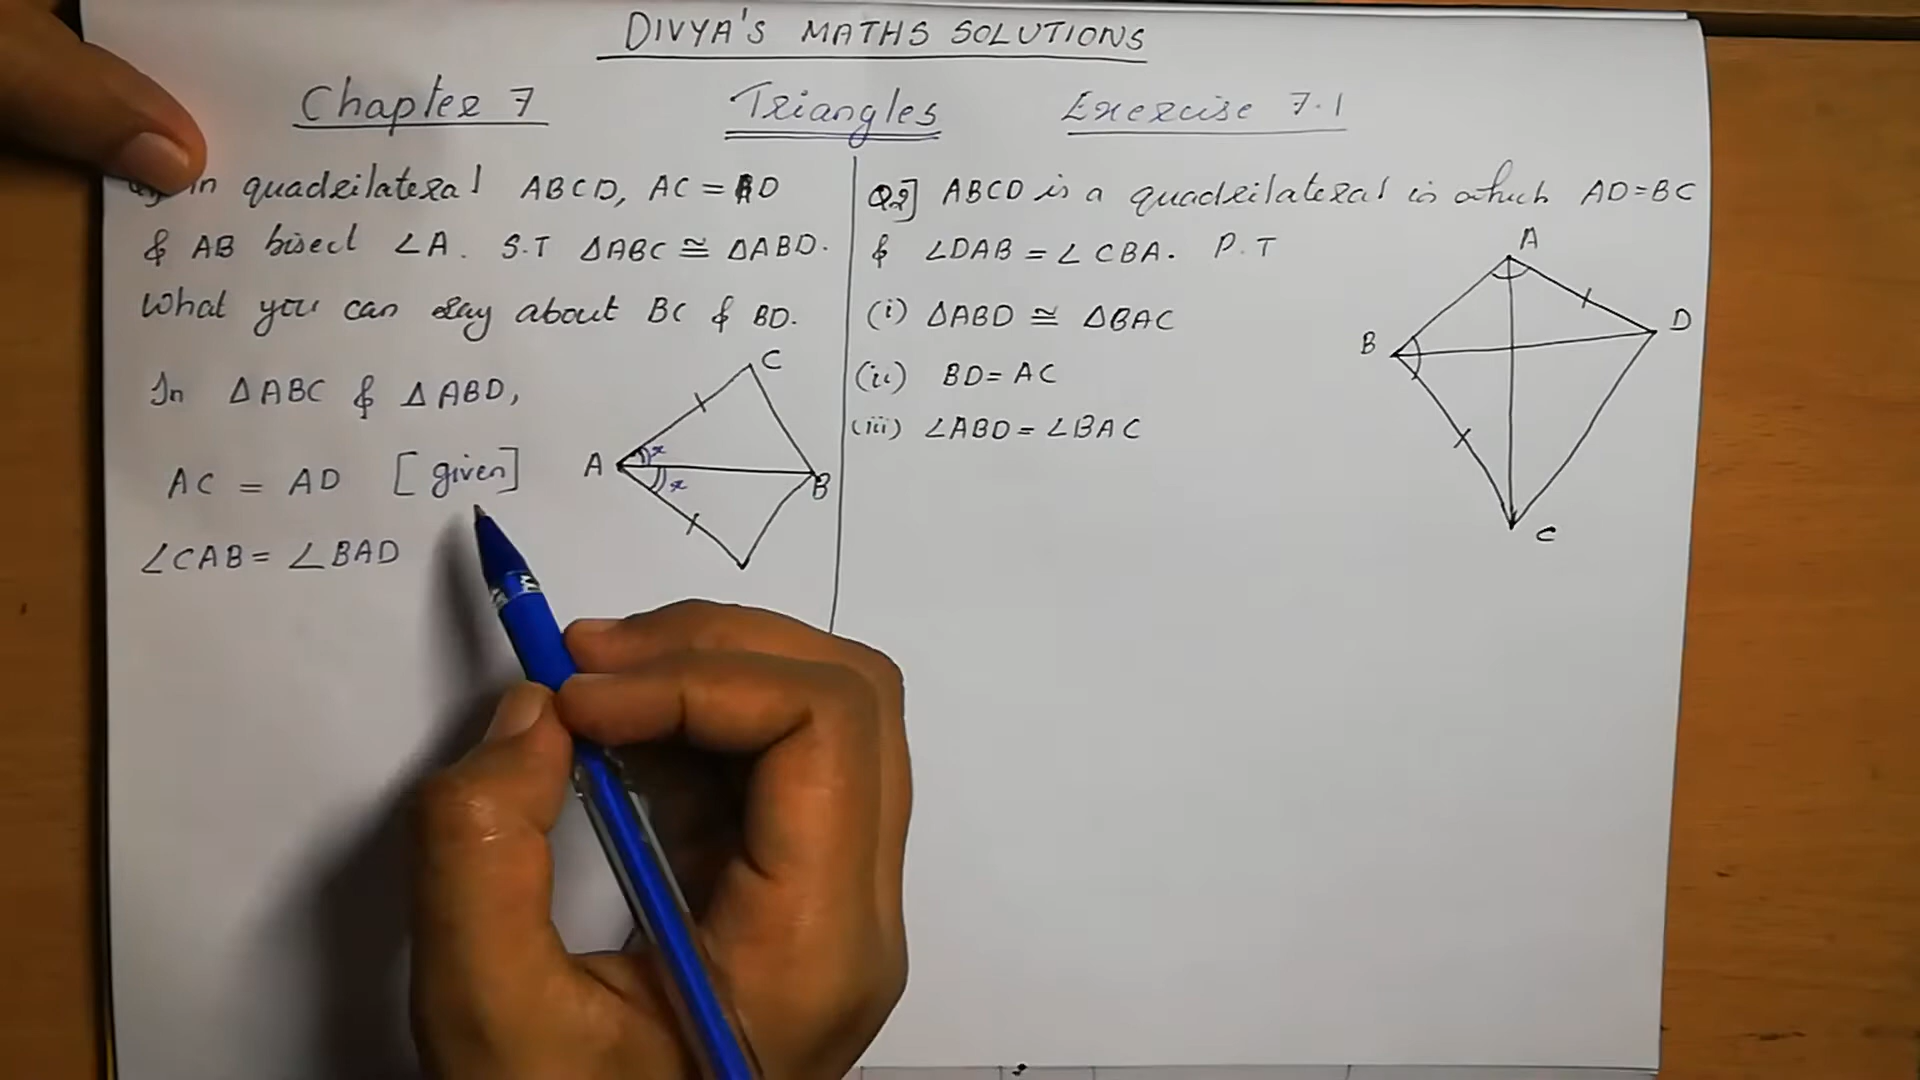 DIVYA'S MATHS SOLUTIONS
Chapter 7 Triangles Exercise 7.1
in quadrilateral ABCD, AC = AD
& AB bisect ∠A. S.T ΔABC ≅ ΔABD.
What you can say about BC & BD.
In ΔABC & ΔABD,
AC = AD [given]
∠CAB = ∠BAD
C
A
x
x
B
Q2] ABCD is a quadrilateral in which AD=BC
& ∠DAB = ∠CBA. P.T
(i) ΔABD ≅ ΔBAC
(ii) BD = AC
(iii) ∠ABD = ∠BAC
A
B
D
C